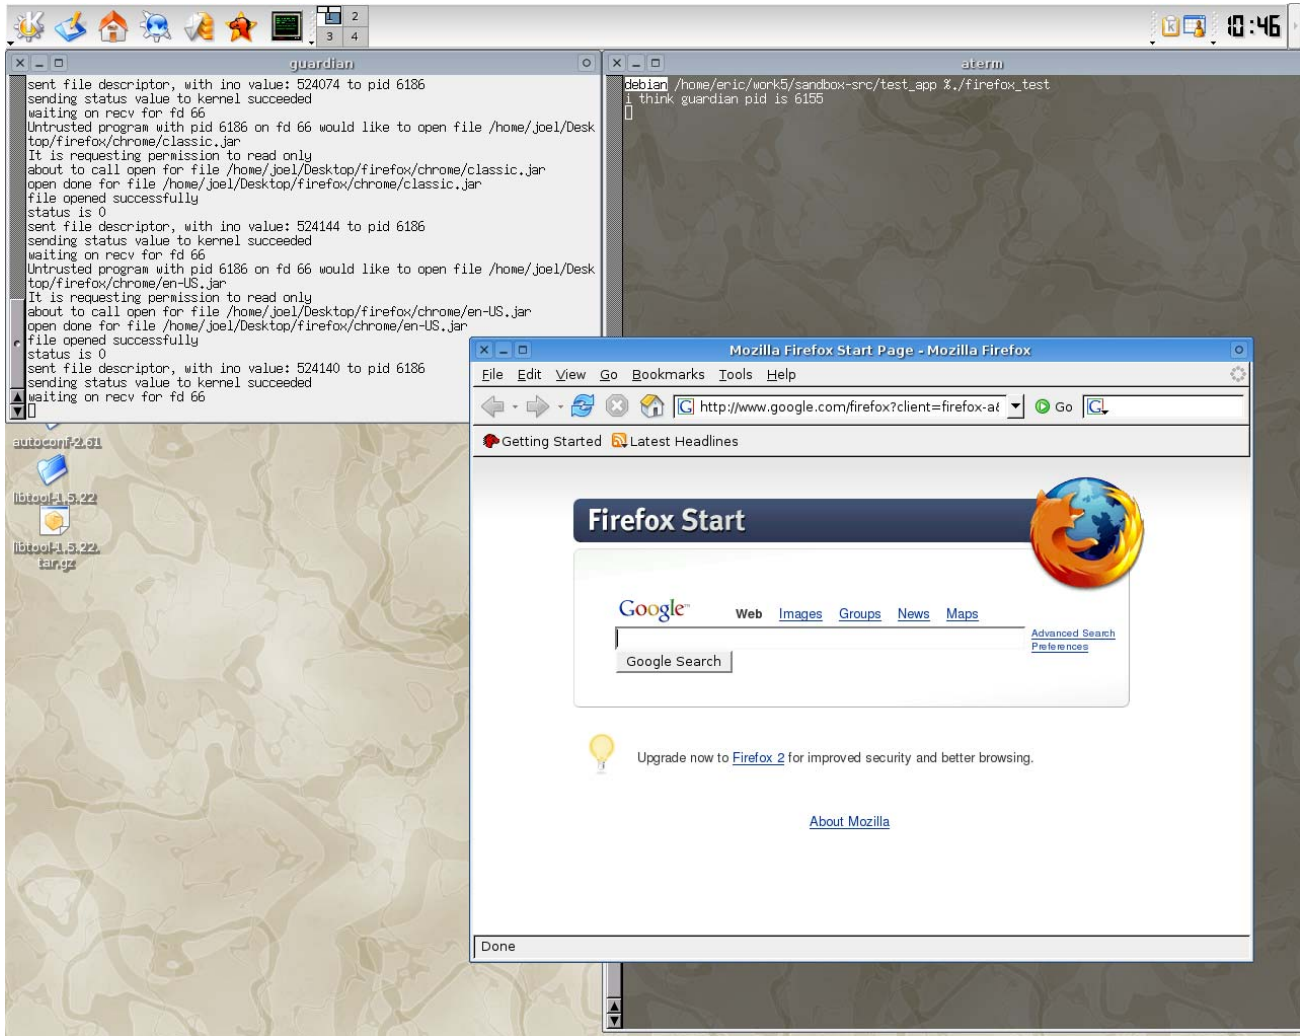 2
3 4
10:46
guardian
sent file descriptor, with ino value: 524074 to pid 6186
sending status value to kernel succeeded
waiting on recv for fd 66
Untrusted program with pid 6186 on fd 66 would like to open file /home/joel/Desk
top/firefox/chrome/classic.jar
It is requesting permission to read only
about to call open for file /home/joel/Desktop/firefox/chrome/classic.jar
open done for file /home/joel/Desktop/firefox/chrome/classic.jar
file opened successfully
status is 0
sent file descriptor, with ino value: 524144 to pid 6186
sending status value to kernel succeeded
waiting on recv for fd 66
Untrusted program with pid 6186 on fd 66 would like to open file /home/joel/Desk
top/firefox/chrome/en-US.jar
It is requesting permission to read only
about to call open for file /home/joel/Desktop/firefox/chrome/en-US.jar
open done for file /home/joel/Desktop/firefox/chrome/en-US.jar
file opened successfully
status is 0
sent file descriptor, with ino value: 524140 to pid 6186
sending status value to kernel succeeded
waiting on recv for fd 66
aterm
debian /home/eric/work5/sandbox-src/test_app %./firefox_test
i think guardian pid is 6155
autoconf-2.61
libtool-1.5.22
libtool-1.5.22.
tar.gz
Mozilla Firefox Start Page - Mozilla Firefox
File Edit View Go Bookmarks Tools Help
http://www.google.com/firefox?client=firefox-a& Go
Getting Started Latest Headlines
Firefox Start
Google™ Web Images Groups News Maps
Advanced Search
Preferences
Google Search
Upgrade now to Firefox 2 for improved security and better browsing.
About Mozilla
Done